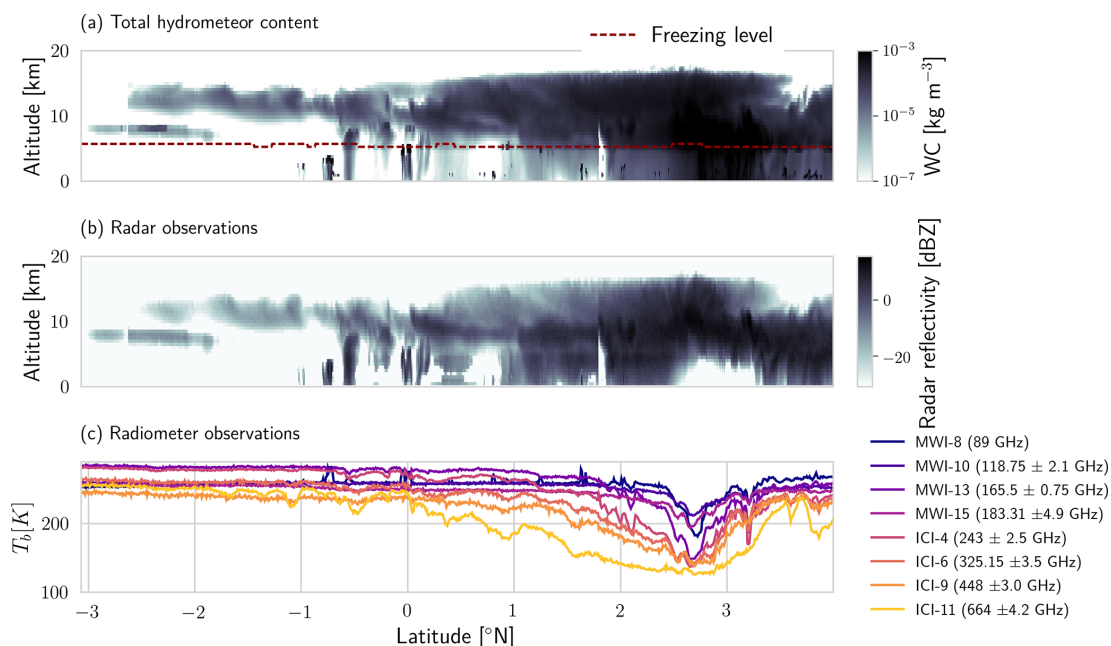 (a) Total hydrometeor content
Freezing level
20
10
0
Altitude [km]
10⁻³
10⁻⁵
10⁻⁷
WC [kg m⁻³]
(b) Radar observations
20
10
0
Altitude [km]
0
−20
Radar reflectivity [dBZ]
(c) Radiometer observations
200
100
T_b[K]
−3
−2
−1
0
1
2
3
Latitude [°N]
MWI-8 (89 GHz)
MWI-10 (118.75 ± 2.1 GHz)
MWI-13 (165.5 ± 0.75 GHz)
MWI-15 (183.31 ±4.9 GHz)
ICI-4 (243 ± 2.5 GHz)
ICI-6 (325.15 ±3.5 GHz)
ICI-9 (448 ±3.0 GHz)
ICI-11 (664 ±4.2 GHz)